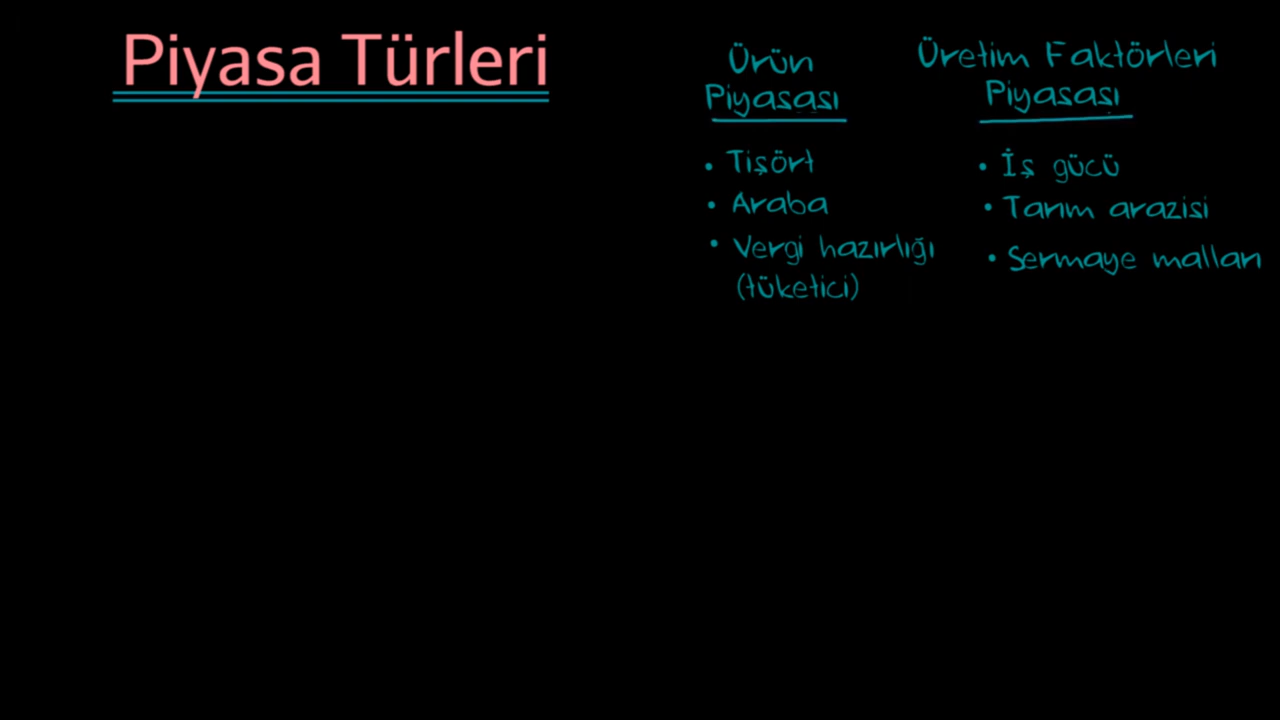 Piyasa Türleri
Ürün
Piyasası
• Tişört
• Araba
• Vergi hazırlığı
(tüketici)
Üretim Faktörleri
Piyasası
• İş gücü
• Tarım arazisi
• Sermaye malları